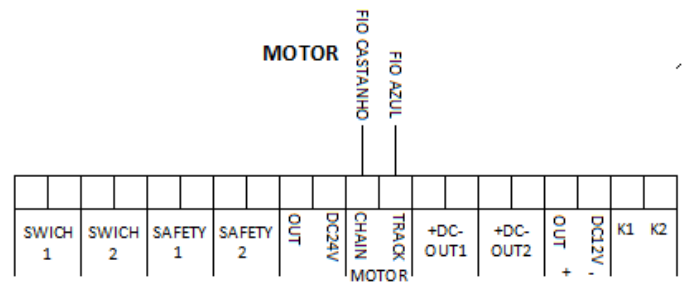 MOTOR
FIO CASTANHO
FIO AZUL
SWICH
1
SWICH
2
SAFETY
1
SAFETY
2
OUT
DC24V
CHAIN
TRACK
MOTOR
+DC-
OUT1
+DC-
OUT2
OUT +
DC12V -
K1
K2